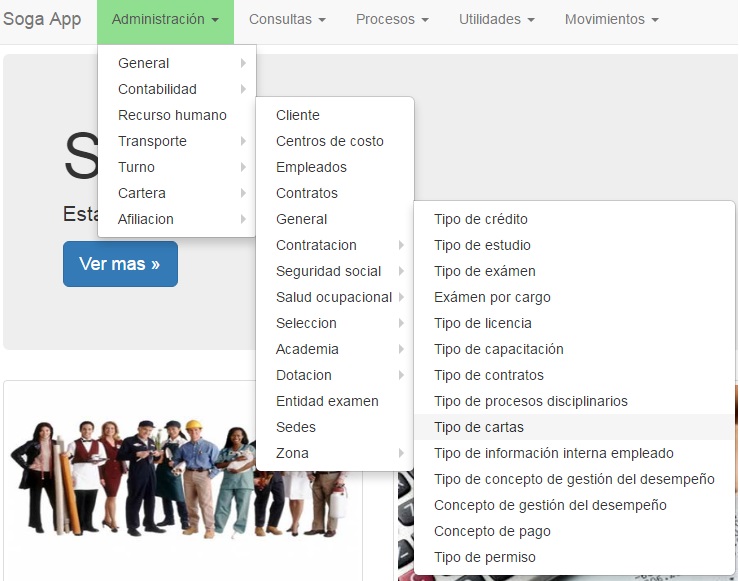 Soga App
Administración
Consultas
Procesos
Utilidades
Movimientos
General
Contabilidad
Recurso humano
Transporte
Turno
Cartera
Afiliacion
S
Esta
Ver mas »
Cliente
Centros de costo
Empleados
Contratos
General
Contratacion
Seguridad social
Salud ocupacional
Seleccion
Academia
Dotacion
Entidad examen
Sedes
Zona
Tipo de crédito
Tipo de estudio
Tipo de exámen
Exámen por cargo
Tipo de licencia
Tipo de capacitación
Tipo de contratos
Tipo de procesos disciplinarios
Tipo de cartas
Tipo de información interna empleado
Tipo de concepto de gestión del desempeño
Concepto de gestión del desempeño
Concepto de pago
Tipo de permiso